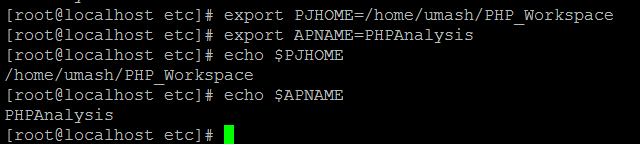 [root@localhost etc]# export PJHOME=/home/umash/PHP_Workspace
[root@localhost etc]# export APNAME=PHPAnalysis
[root@localhost etc]# echo $PJHOME
/home/umash/PHP_Workspace
[root@localhost etc]# echo $APNAME
PHPAnalysis
[root@localhost etc]#